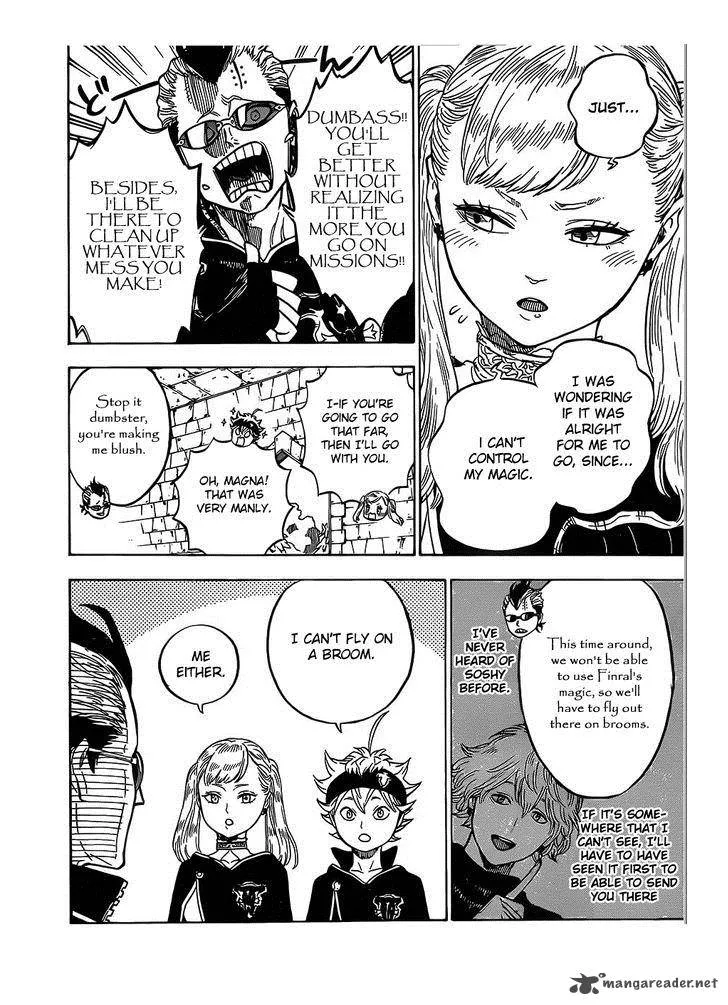 JUST...
I WAS
WONDERING
IF IT WAS
ALRIGHT
FOR ME TO
GO, SINCE...
I CAN'T
CONTROL
MY MAGIC.
DUMBASS!!
YOU'LL
GET
BETTER
WITHOUT
REALIZING
IT THE
MORE YOU
GO ON
MISSIONS!!
BESIDES,
I'LL BE
THERE TO
CLEAN UP
WHATEVER
MESS YOU
MAKE!
ど
I-IF YOU'RE
GOING TO GO
THAT FAR,
THEN I'LL GO
WITH YOU.
OH, MAGNA!
THAT WAS
VERY MANLY.
Stop it
dumbster,
you're making
me blush.
This time around,
we won't be able
to use Finral's
magic, so we'll
have to fly out
there on brooms.
I'VE
NEVER
HEARD OF
SOSHY
BEFORE.
IF IT'S SOME-
WHERE THAT I
CAN'T SEE, I'LL
HAVE TO HAVE
SEEN IT FIRST TO
BE ABLE TO SEND
YOU THERE
I CAN'T FLY ON
A BROOM.
ME
EITHER.
mangareader.net